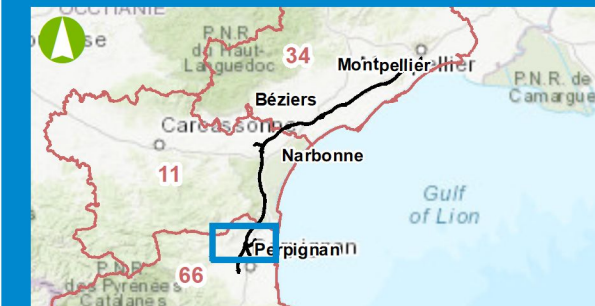 OCCITANIE
P.N.R.
du Haut-
Languedoc
34
Montpellier
P.N.R. de
Camargue
Béziers
Carcassonne
Narbonne
11
Gulf
of Lion
Perpignan
P.N.R.
des Pyrénées
Catalanes
66